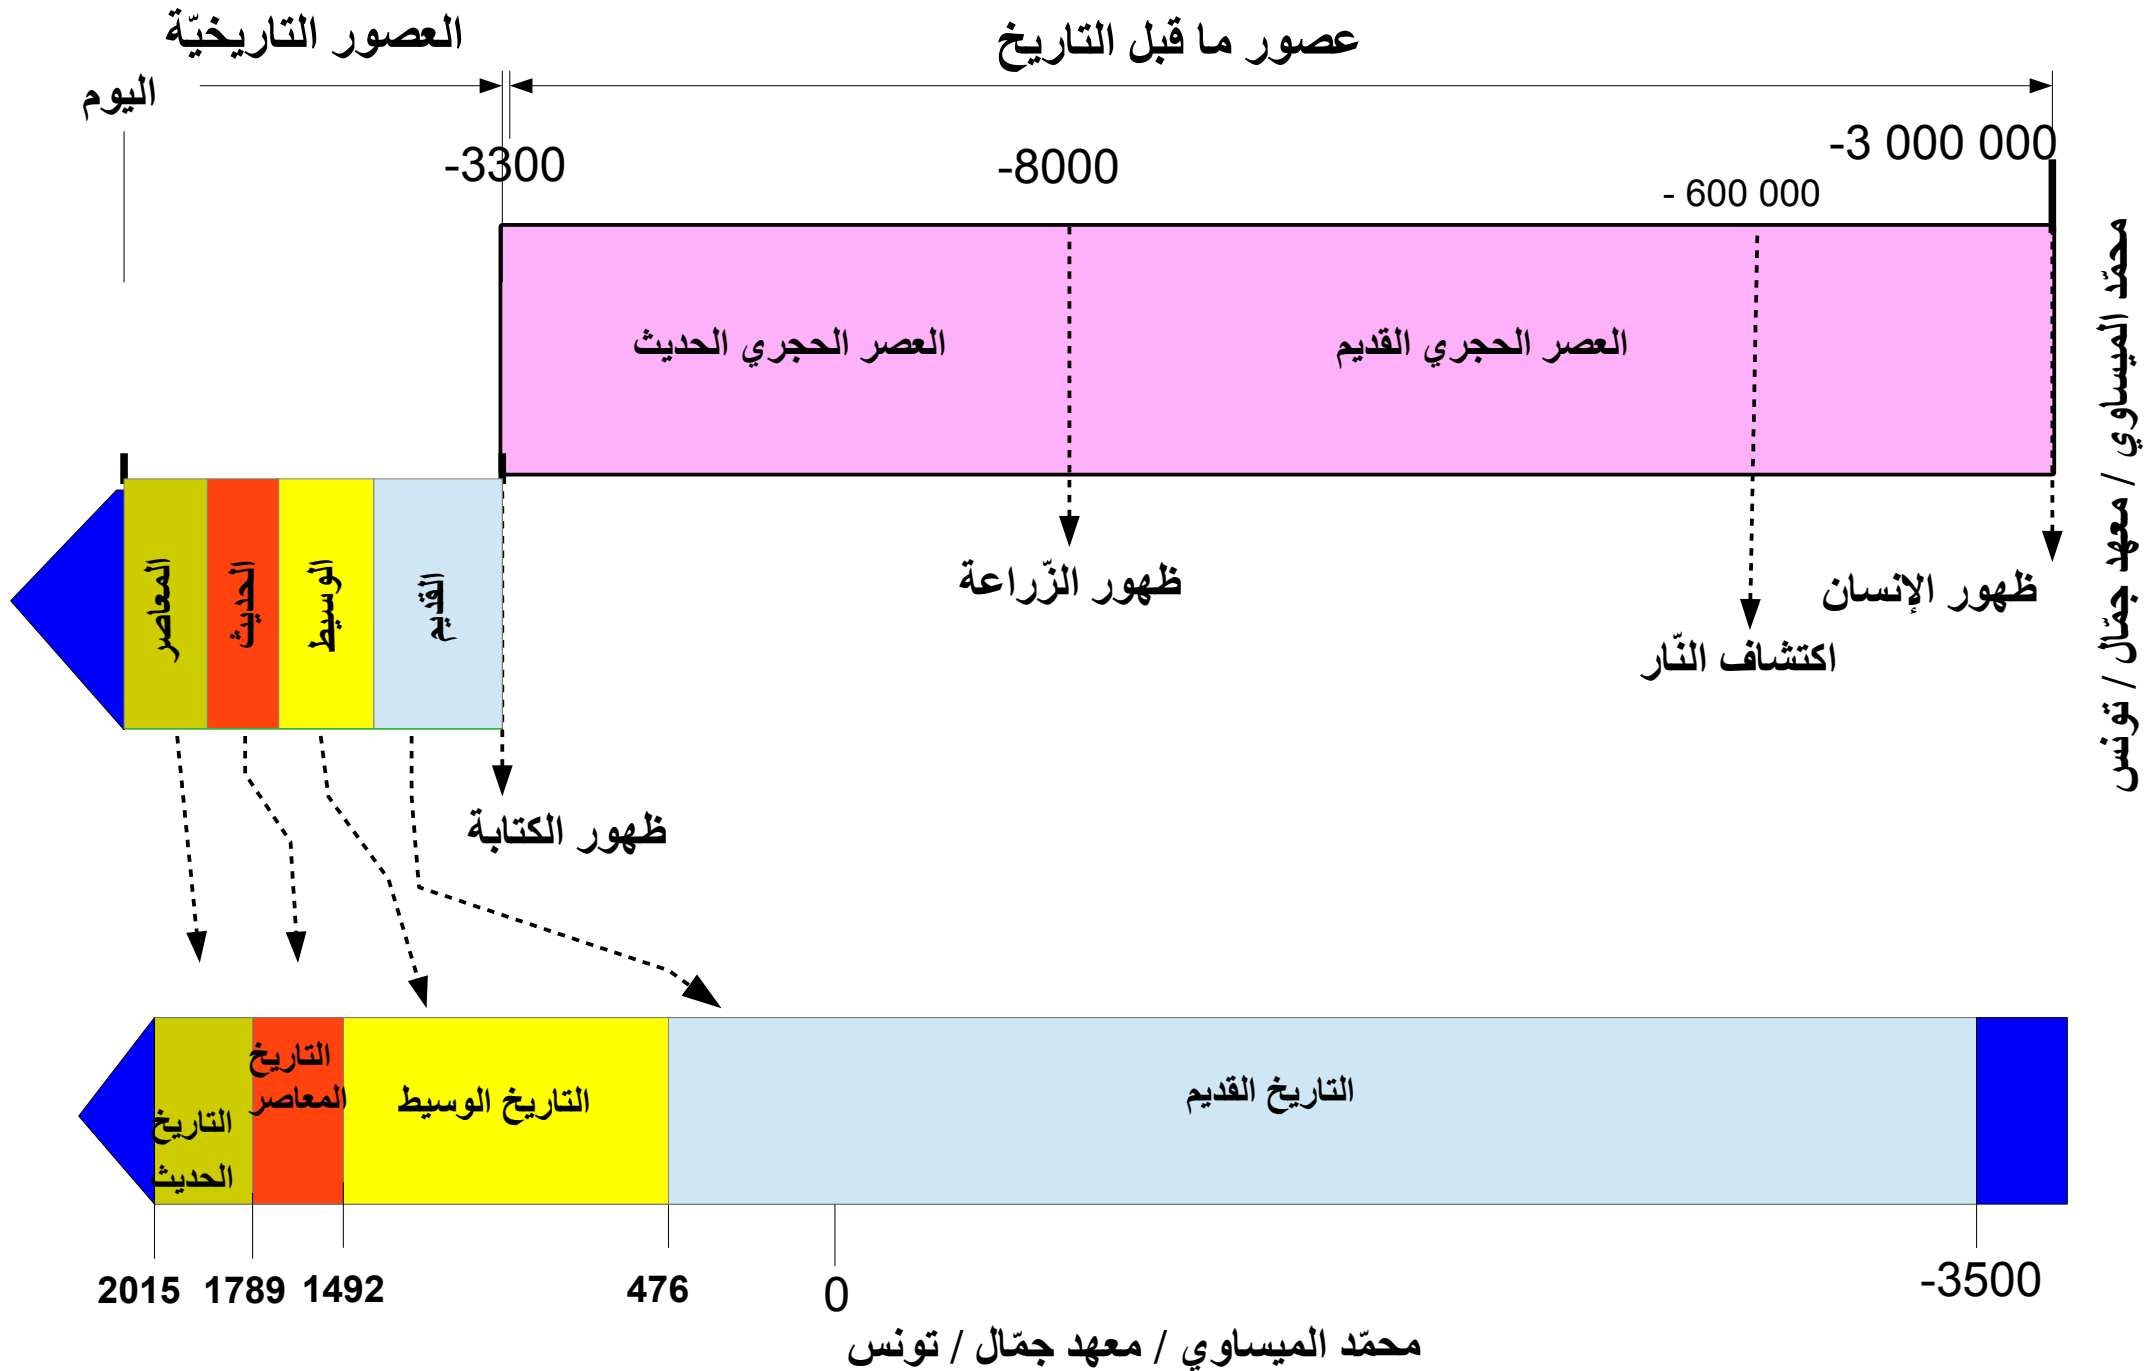 عصور ما قبل التاريخ
العصور التاريخيّة
اليوم
-3 000 000
- 600 000
-8000
-3300
العصر الحجري القديم
العصر الحجري الحديث
ظهور الإنسان
اكتشاف النّار
ظهور الزّراعة
ظهور الكتابة
القديم
الوسيط
الحديث
المعاصر
محمّد الميساوي / معهد جمّال / تونس
التاريخ القديم
التاريخ الوسيط
التاريخ
المعاصر
التاريخ
الحديث
-3500
0
476
1492
1789
2015
محمّد الميساوي / معهد جمّال / تونس